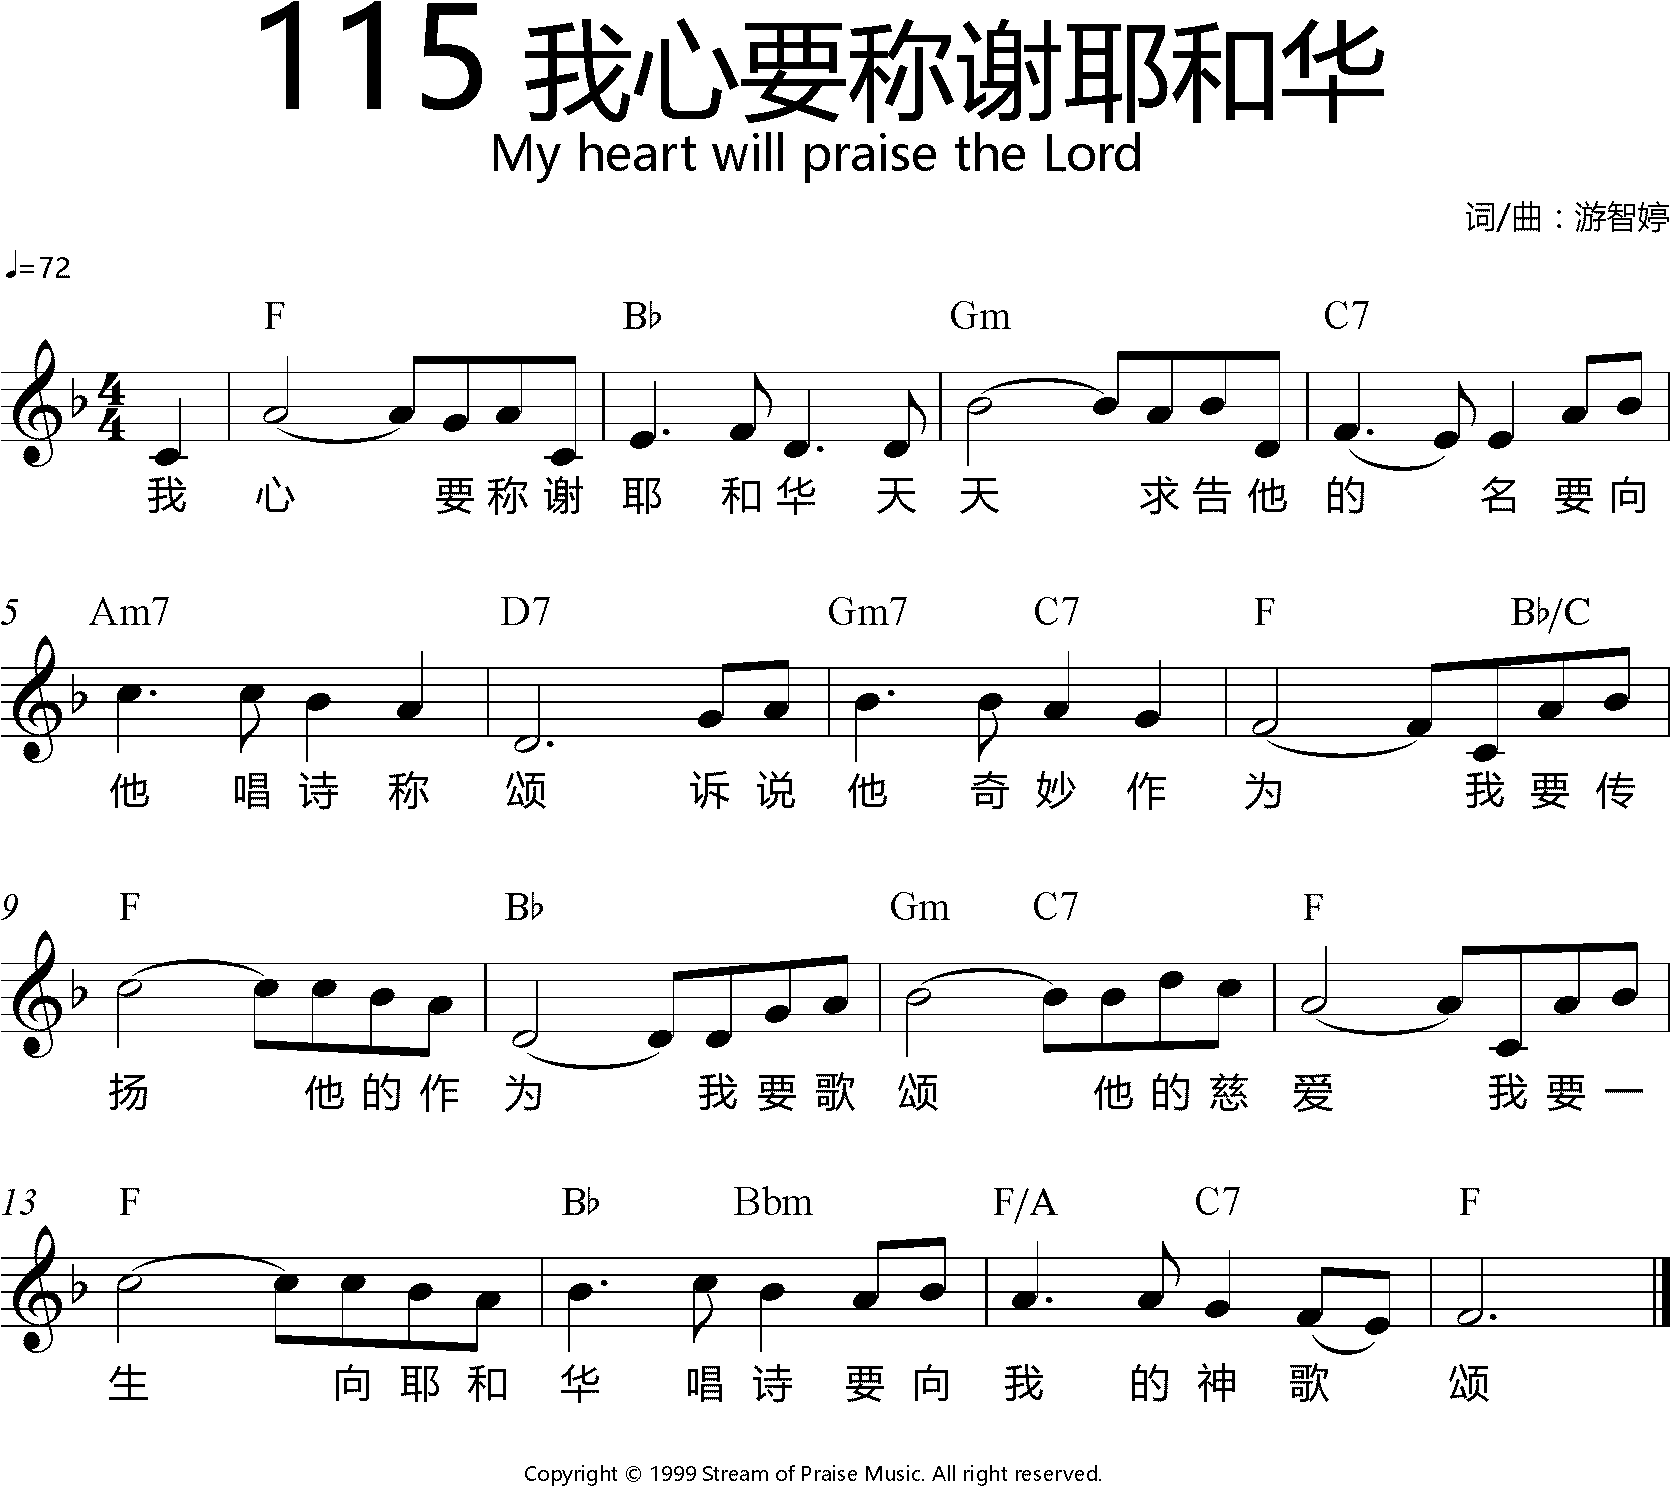 115 我心要称谢耶和华
My heart will praise the Lord
词/曲：游智婷
♩=72
F B♭ Gm C7
4
4
我 心 要 称 谢 耶 和 华 天 天 求 告 他 的 名 要 向
5 Am7 D7 Gm7 C7 F B♭/C
他 唱 诗 称 颂 诉 说 他 奇 妙 作 为 我 要 传
9 F B♭ Gm C7 F
扬 他 的 作 为 我 要 歌 颂 他 的 慈 爱 我 要 一
13 F B♭ Bbm F/A C7 F
生 向 耶 和 华 唱 诗 要 向 我 的 神 歌 颂
Copyright © 1999 Stream of Praise Music. All right reserved.